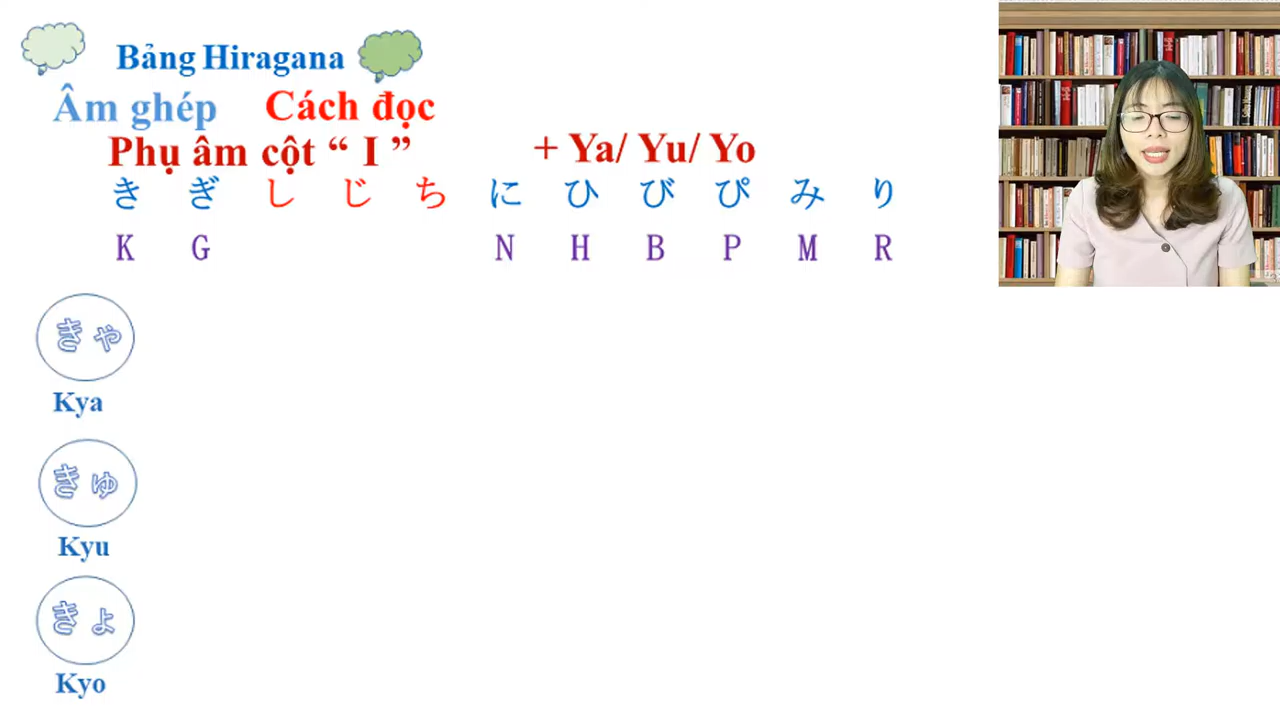 Bảng Hiragana
Âm ghép Cách đọc
Phụ âm cột “ I ” + Ya/ Yu/ Yo
き ぎ し じ ち に ひ び ぴ み り
K G N H B P M R
きゃ
Kya
きゅ
Kyu
きょ
Kyo